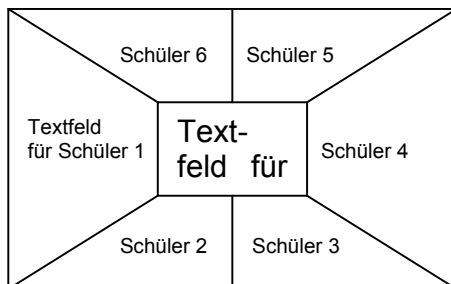 Schüler 6
Schüler 5
Textfeld
für Schüler 1
Text-
feld für
Schüler 4
Schüler 2
Schüler 3